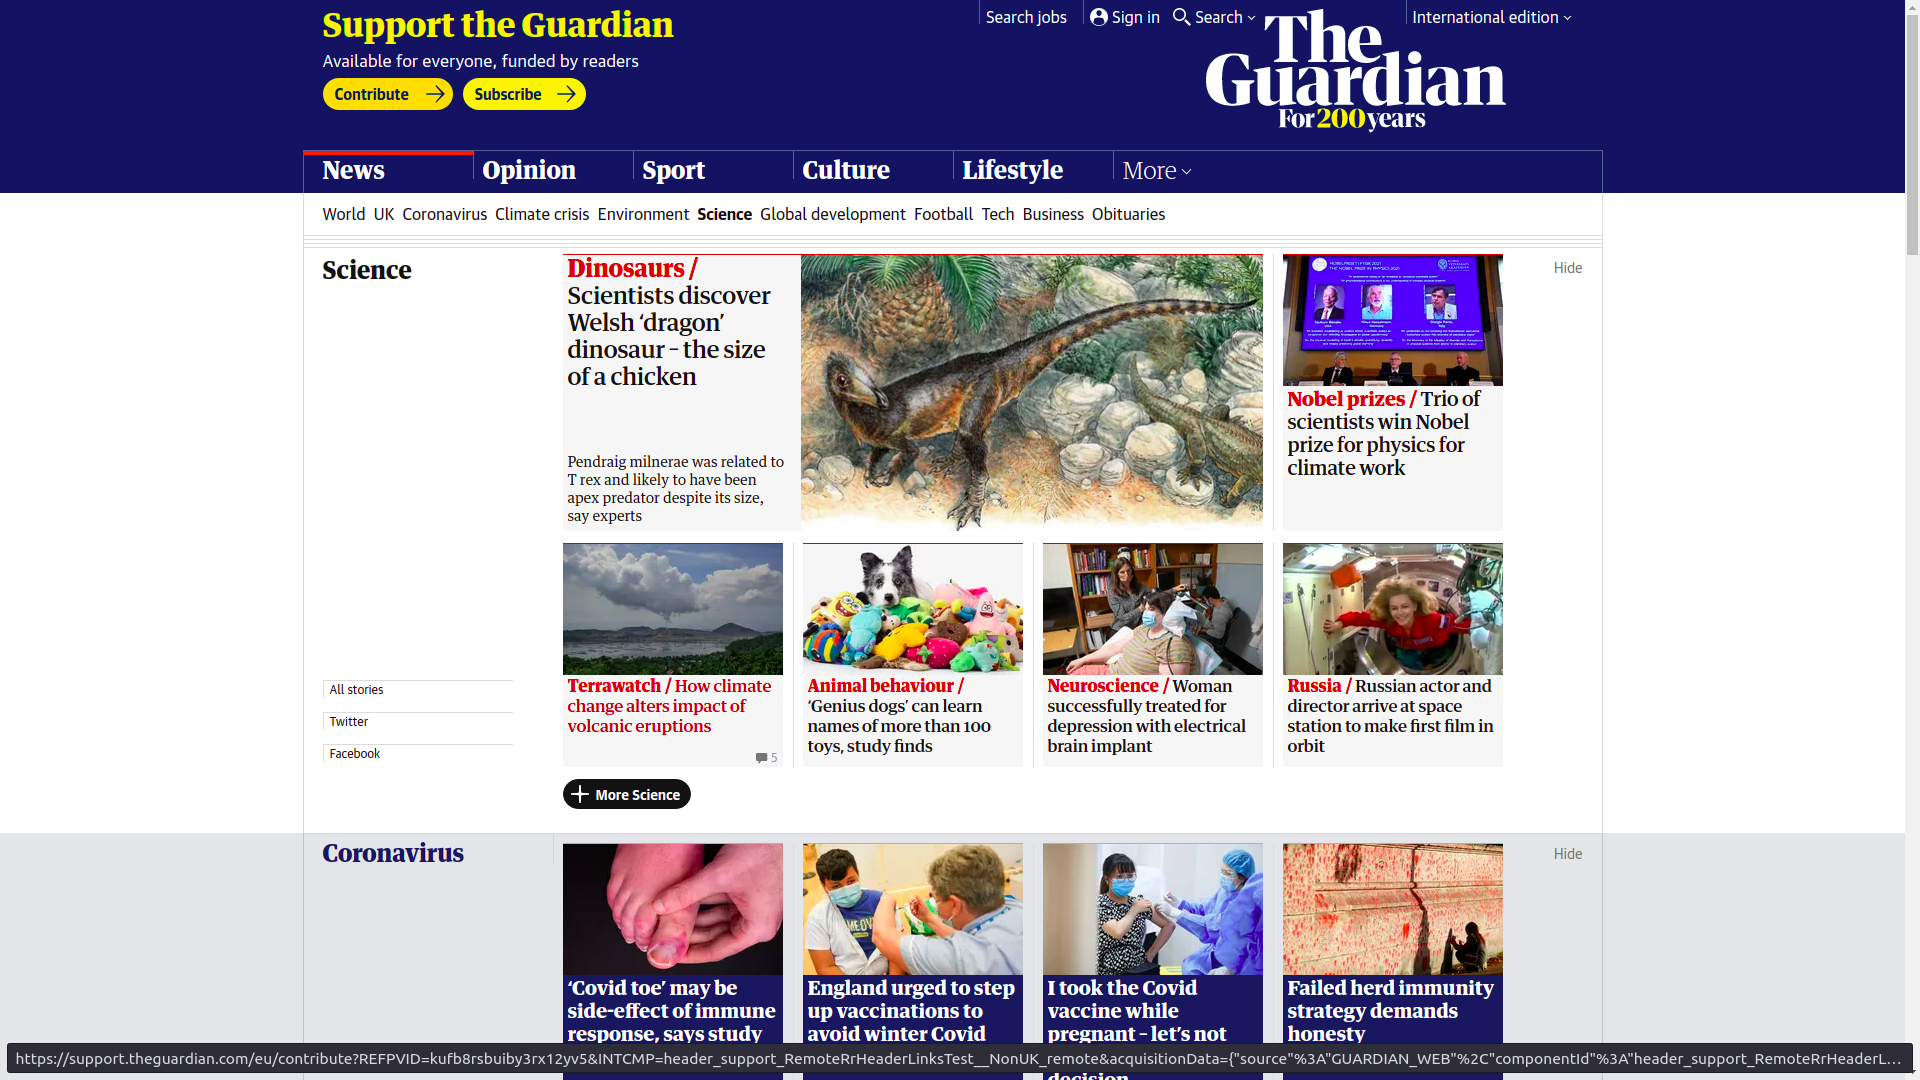 Support the Guardian
Available for everyone, funded by readers
Contribute
Subscribe
Search jobs
Sign in
Search
International edition
The
Guardian
For 200 years
News
Opinion
Sport
Culture
Lifestyle
More
World UK Coronavirus Climate crisis Environment Science Global development Football Tech Business Obituaries
Science
Dinosaurs /
Scientists discover
Welsh ‘dragon’
dinosaur – the size
of a chicken
Pendraig milnerae was related to
T rex and likely to have been
apex predator despite its size,
say experts
Nobel prizes / Trio of
scientists win Nobel
prize for physics for
climate work
Hide
All stories
Twitter
Facebook
Terrawatch / How climate
change alters impact of
volcanic eruptions
5
Animal behaviour /
‘Genius dogs’ can learn
names of more than 100
toys, study finds
Neuroscience / Woman
successfully treated for
depression with electrical
brain implant
Russia / Russian actor and
director arrive at space
station to make first film in
orbit
More Science
Coronavirus
Hide
‘Covid toe’ may be
side-effect of immune
response, says study
England urged to step
up vaccinations to
avoid winter Covid
I took the Covid
vaccine while
pregnant – let’s not
decision
Failed herd immunity
strategy demands
honesty
https://support.theguardian.com/eu/contribute?REFPVID=kufb8rsbuiby3rx12yv5&INTCMP=header_support_RemoteRrHeaderLinksTest__NonUK_remote&acquisitionData={"source"%3A"GUARDIAN_WEB"%2C"componentId"%3A"header_support_RemoteRrHeaderL…